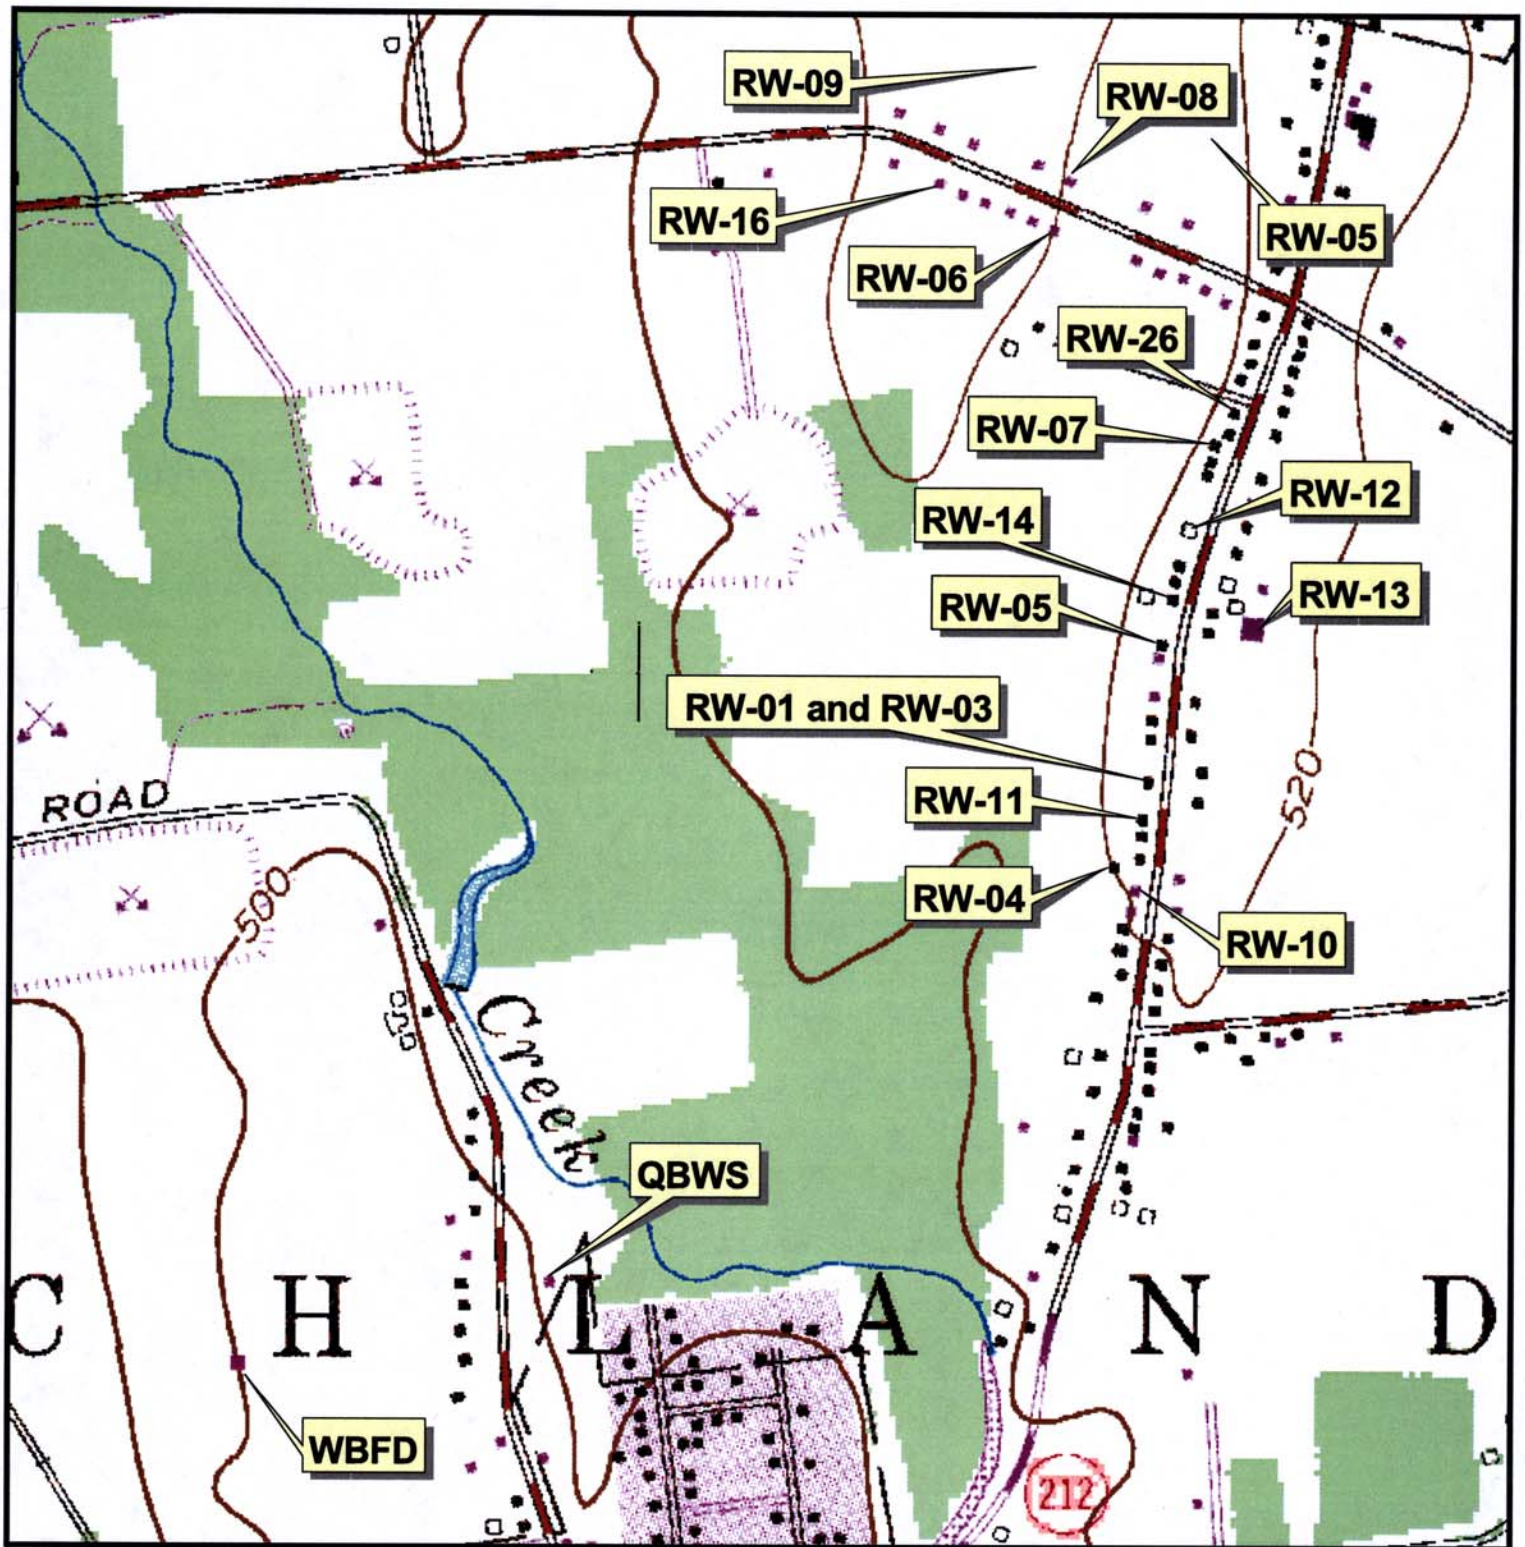 RW-09
RW-08
RW-16
RW-05
RW-06
RW-26
RW-07
RW-12
RW-14
RW-13
RW-05
RW-01 and RW-03
ROAD
520
RW-11
500
RW-04
RW-10
Creek
QBWS
C H L A N D
WBFD
212